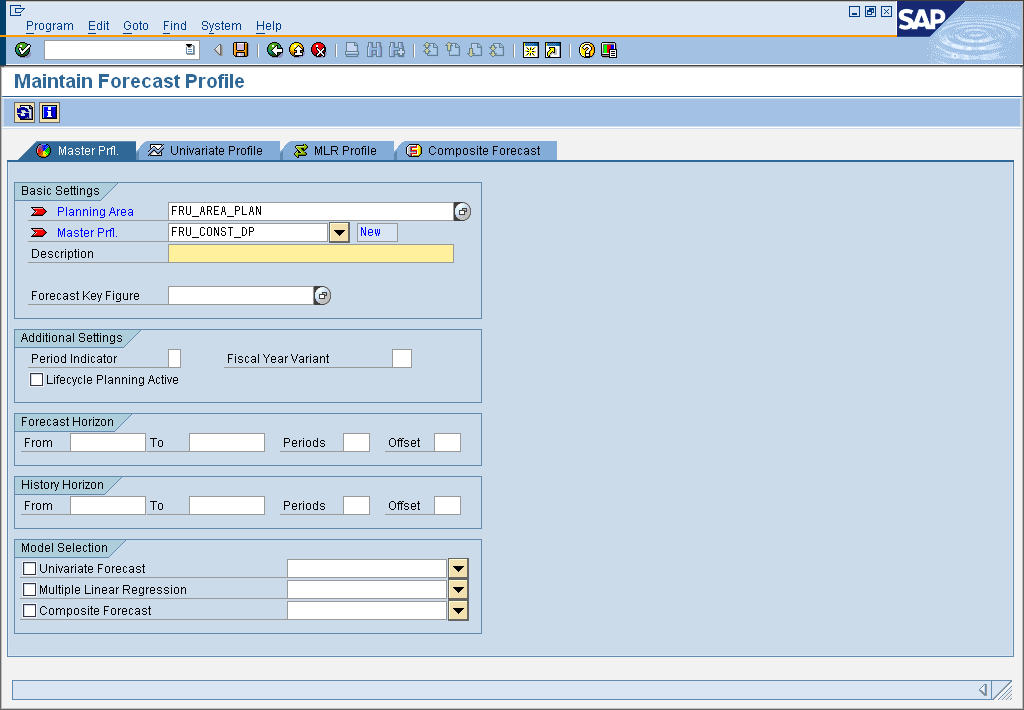 Program Edit Goto Find System Help
SAP
Maintain Forecast Profile
Master Prfl. Univariate Profile MLR Profile Composite Forecast
Basic Settings
Planning Area FRU_AREA_PLAN
Master Prfl. FRU_CONST_DP New
Description
Forecast Key Figure
Additional Settings
Period Indicator Fiscal Year Variant
Lifecycle Planning Active
Forecast Horizon
From To Periods Offset
History Horizon
From To Periods Offset
Model Selection
Univariate Forecast
Multiple Linear Regression
Composite Forecast